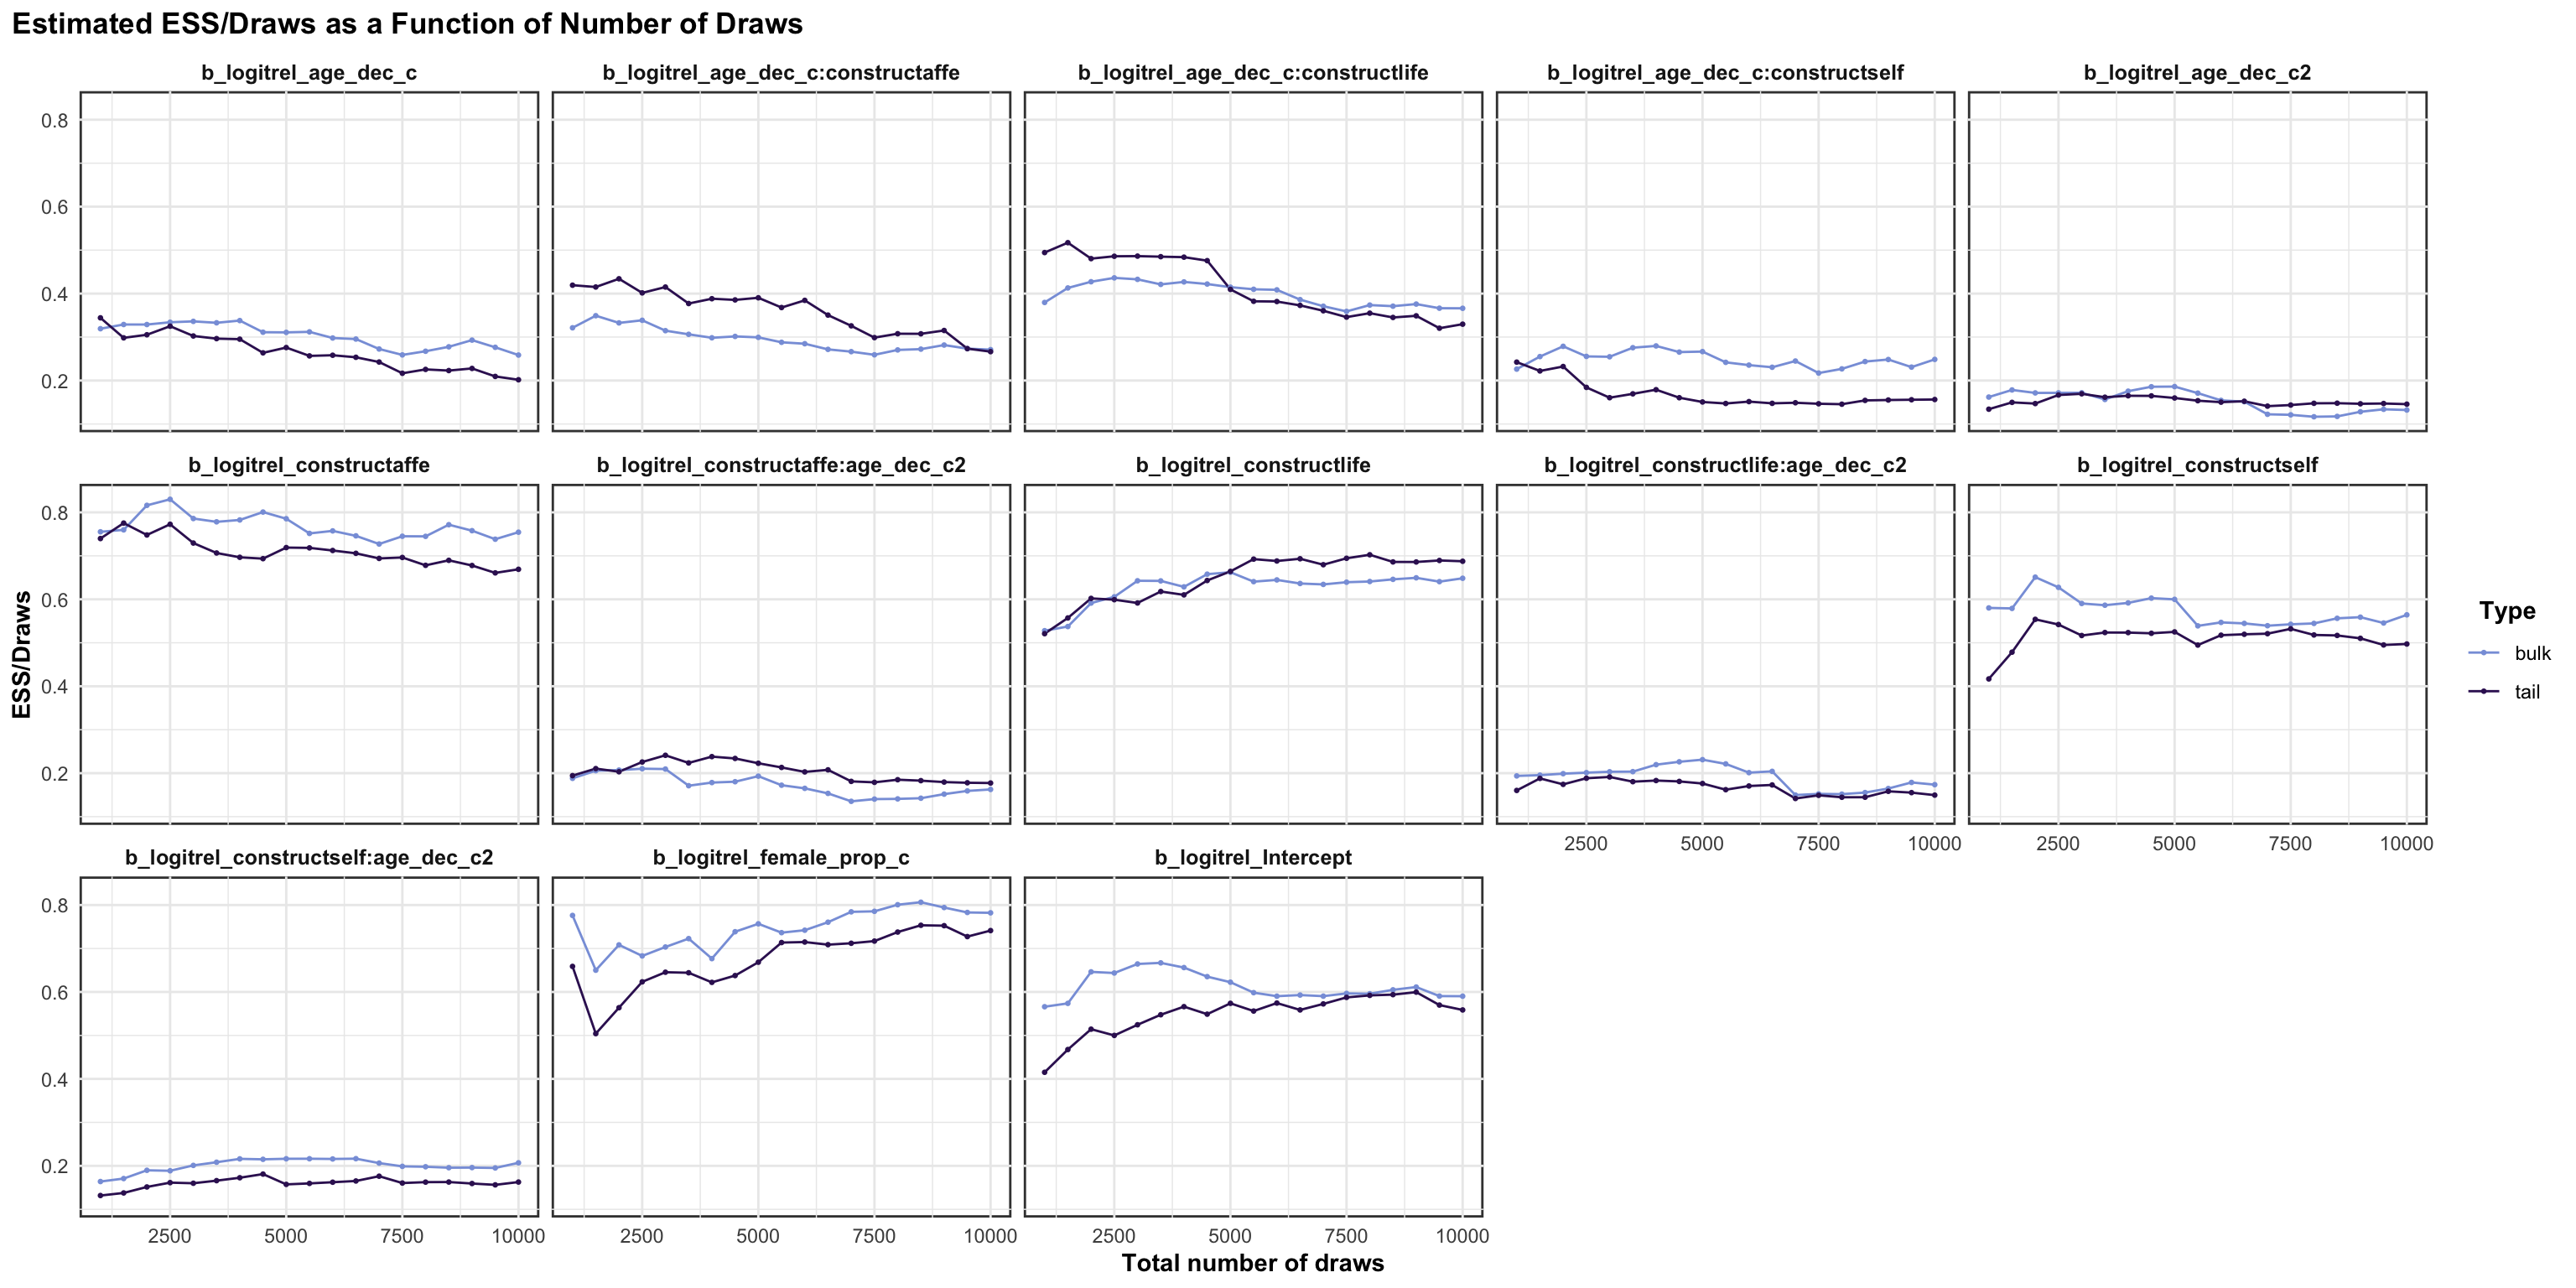 Estimated ESS/Draws as a Function of Number of Draws
b_logitrel_age_dec_c
b_logitrel_age_dec_c:constructaffe
b_logitrel_age_dec_c:constructlife
b_logitrel_age_dec_c:constructself
b_logitrel_age_dec_c2
0.8
0.6
0.4
0.2
b_logitrel_constructaffe
b_logitrel_constructaffe:age_dec_c2
b_logitrel_constructlife
b_logitrel_constructlife:age_dec_c2
b_logitrel_constructself
0.8
0.6
0.4
0.2
2500 5000 7500 10000
2500 5000 7500 10000
b_logitrel_constructself:age_dec_c2
b_logitrel_female_prop_c
b_logitrel_Intercept
0.8
0.6
0.4
0.2
2500 5000 7500 10000
2500 5000 7500 10000
2500 5000 7500 10000
Total number of draws
ESS/Draws
Type
bulk
tail